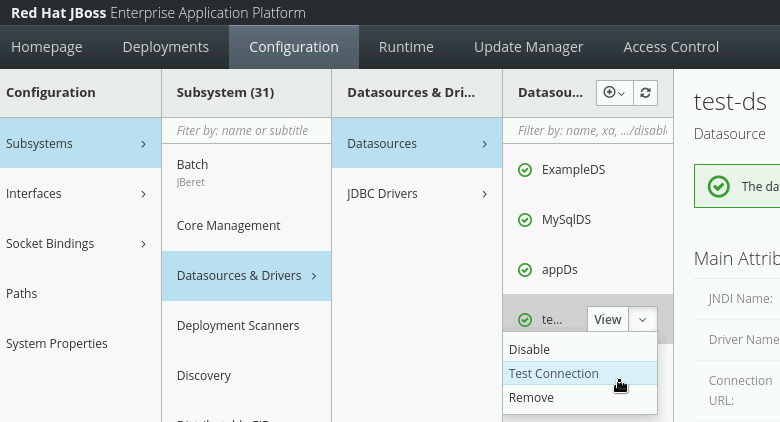 Red Hat JBoss Enterprise Application Platform
Homepage Deployments Configuration Runtime Update Manager Access Control
Configuration
Subsystems
Interfaces
Socket Bindings
Paths
System Properties
Subsystem (31)
Fiter by: name or subtitle
Batch
JBeret
Core Management
Datasources & Drivers
Deployment Scanners
Discovery
Datasources & Dri...
Datasources
JDBC Drivers
Datasou...
Filter by: name, xa, .../disabl
ExampleDS
MySqlDS
appDs
te... View
Disable
Test Connection
Remove
test-ds
Datasource
The da
Main Attrib
JNDI Name:
Driver Name
Connection
URL: